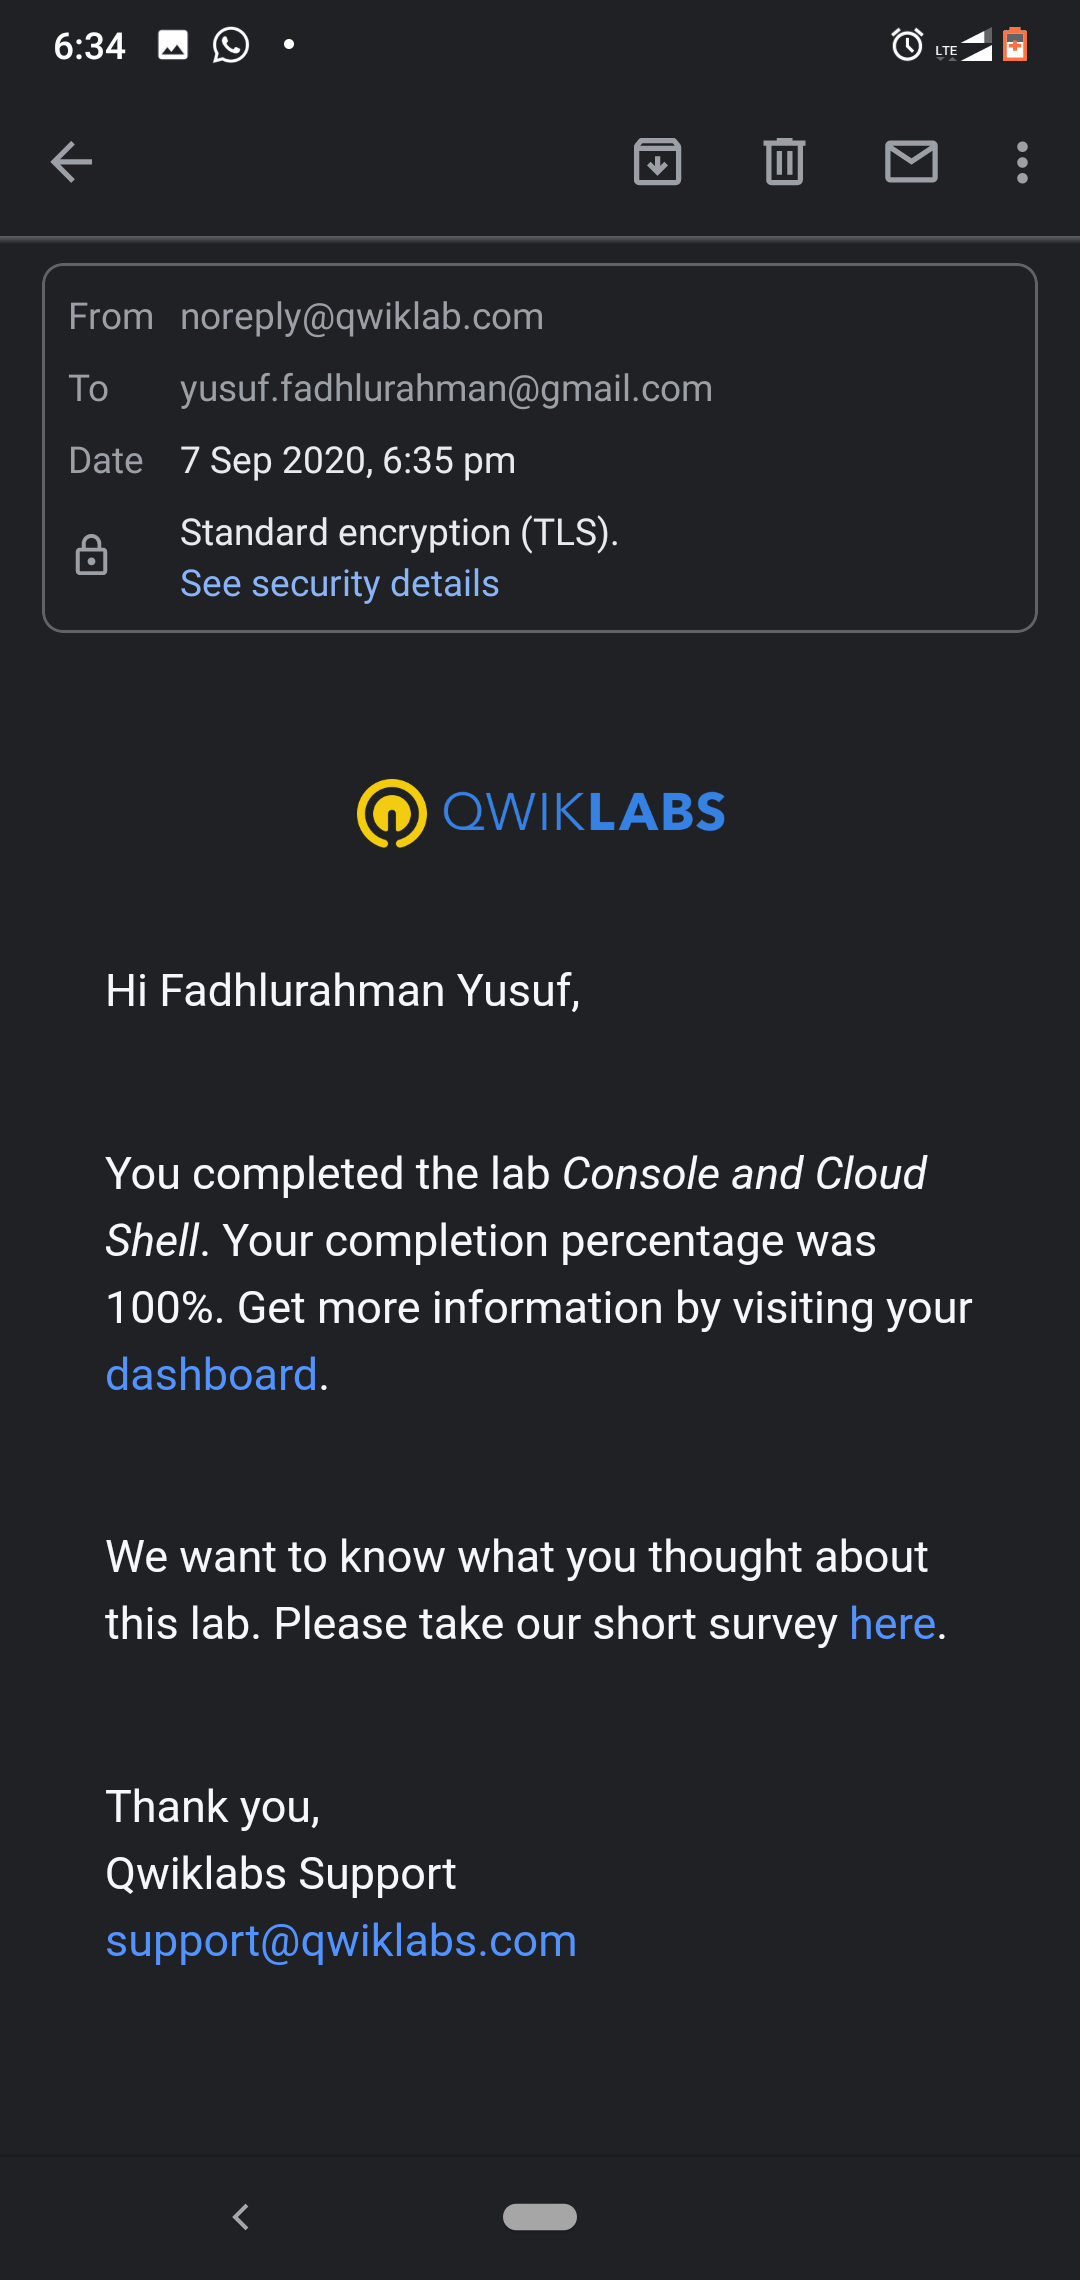 6:34
LTE
From noreply@qwiklab.com
To yusuf.fadhlurahman@gmail.com
Date 7 Sep 2020, 6:35 pm
Standard encryption (TLS).
See security details
QWIKLABS
Hi Fadhlurahman Yusuf,
You completed the lab Console and Cloud
Shell. Your completion percentage was
100%. Get more information by visiting your
dashboard.
We want to know what you thought about
this lab. Please take our short survey here.
Thank you,
Qwiklabs Support
support@qwiklabs.com